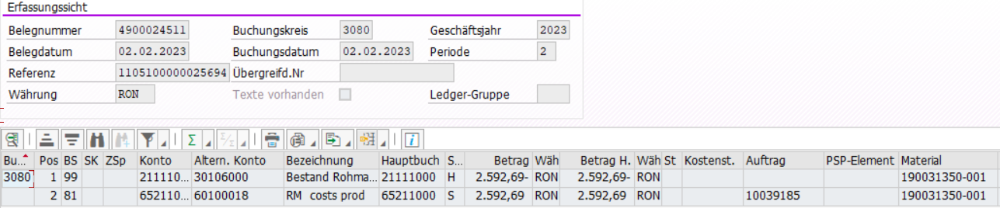 Erfassungssicht
Belegnummer 4900024511 Buchungskreis 3080 Geschäftsjahr 2023
Belegdatum 02.02.2023 Buchungsdatum 02.02.2023 Periode 2
Referenz 1105100000025694 Übergreifd.Nr
Währung RON Texte vorhanden Ledger-Gruppe
Bu... Pos BS SK ZSp Konto Altern. Konto Bezeichnung Hauptbuch S... Betrag Wäh Betrag H. Wäh St Kostenst. Auftrag PSP-Element Material
3080 1 99 211110... 30106000 Bestand Rohma... 21111000 H 2.592,69- RON 2.592,69- RON 190031350-001
2 81 652110... 60100018 RM costs prod 65211000 S 2.592,69 RON 2.592,69 RON 10039185 190031350-001